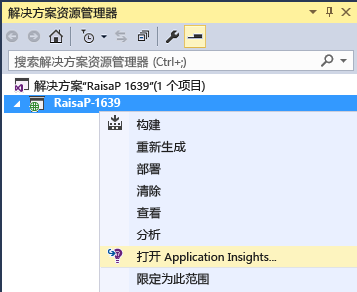 解决方案资源管理器
搜索解决方案资源管理器 (Ctrl+;)
解决方案"RaisaP 1639"(1 个项目)
RaisaP-1639
构建
重新生成
部署
清除
查看
分析
打开 Application Insights...
限定为此范围